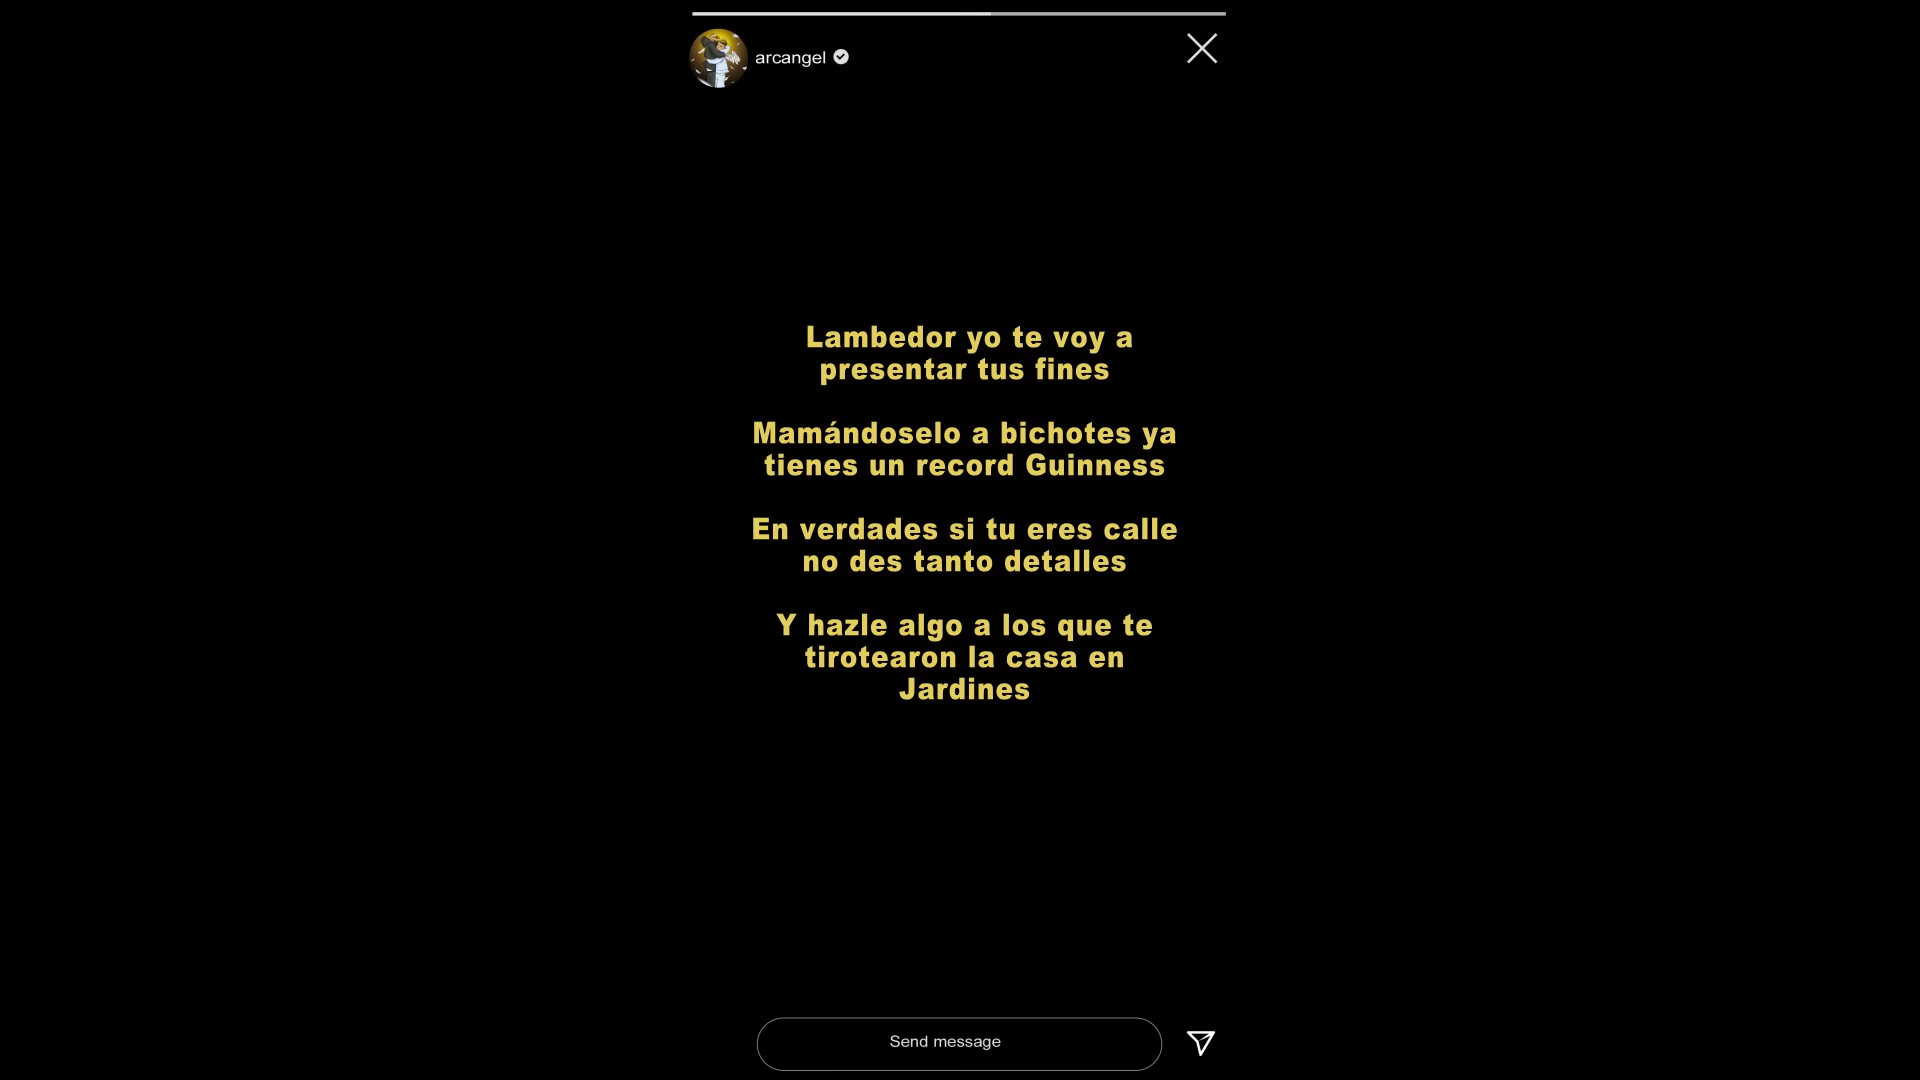 arcangel
Lambedor yo te voy a
presentar tus fines
Mamándoselo a bichotes ya
tienes un record Guinness
En verdades si tu eres calle
no des tanto detalles
Y hazle algo a los que te
tirotearon la casa en
Jardines
Send message